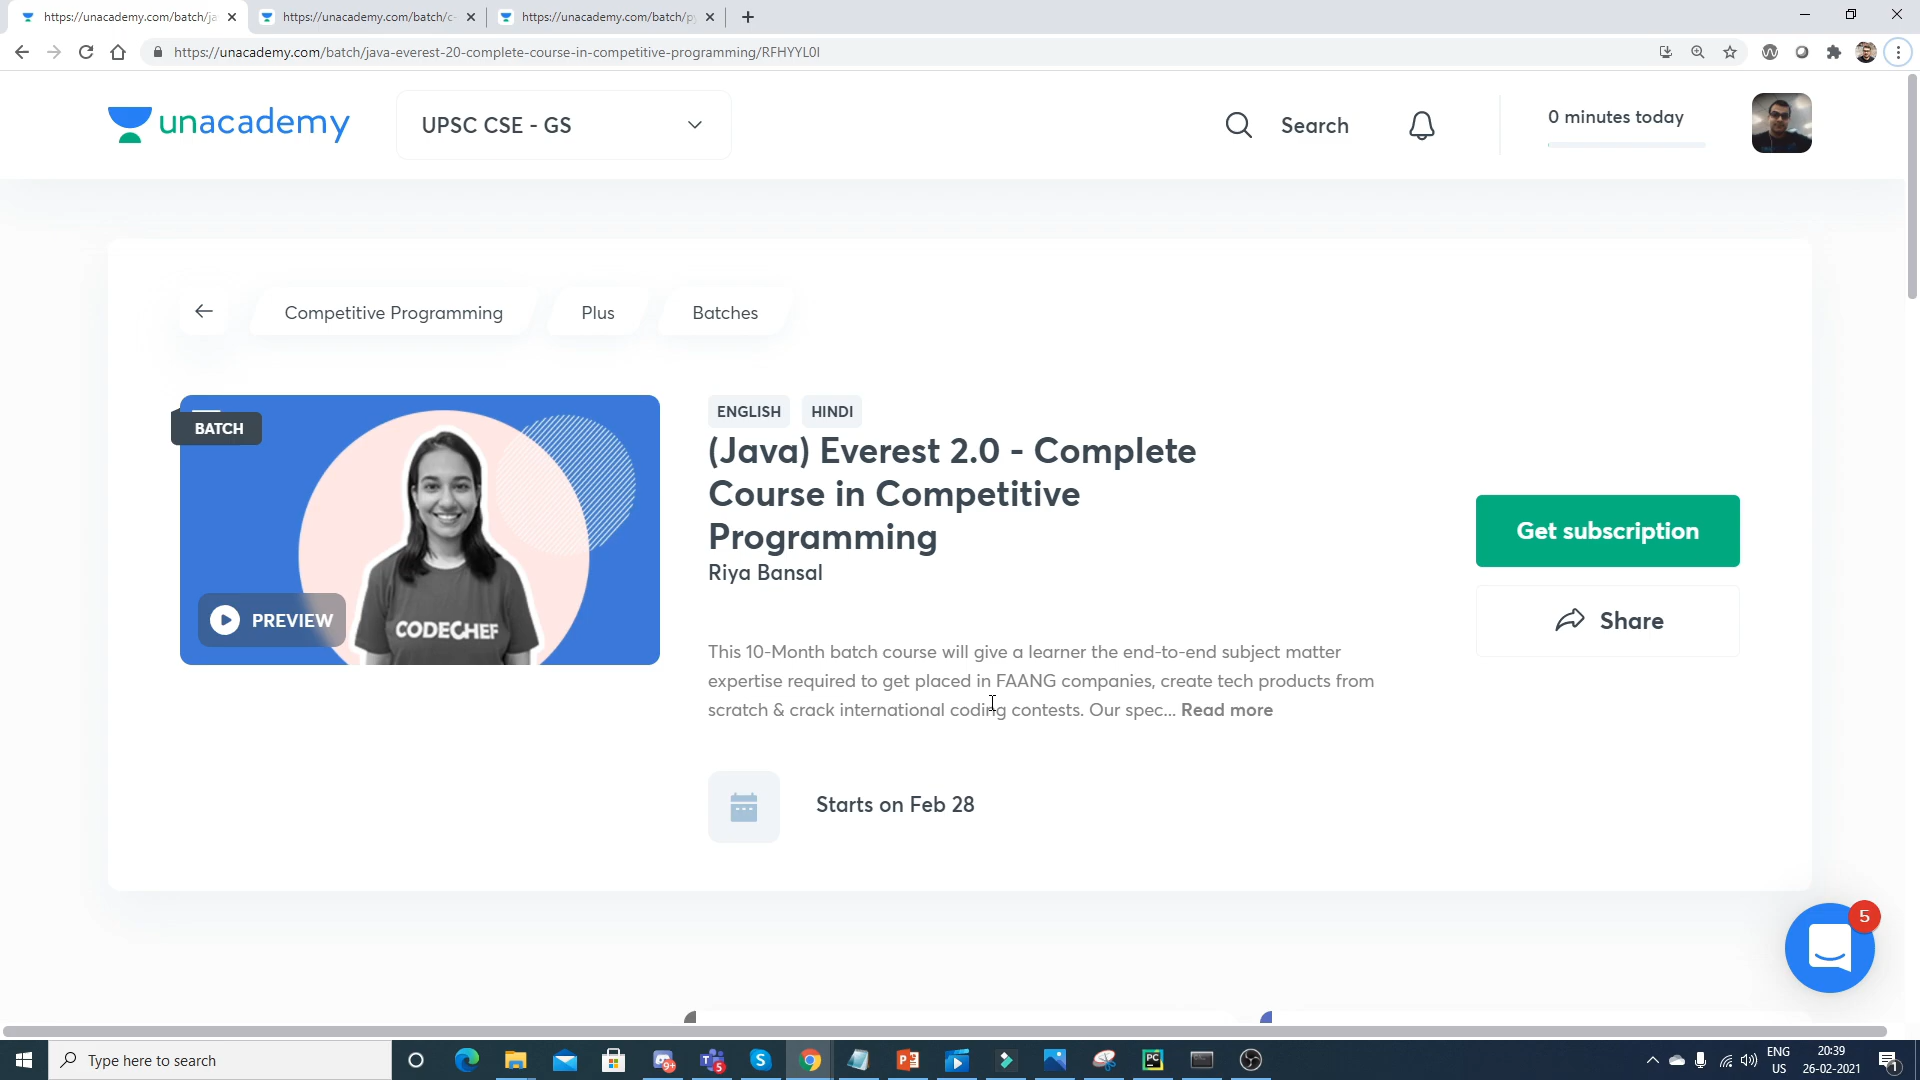 https://unacademy.com/batch/ja
https://unacademy.com/batch/c-
https://unacademy.com/batch/py
https://unacademy.com/batch/java-everest-20-complete-course-in-competitive-programming/RFHYYL0I
unacademy
UPSC CSE - GS
Search
0 minutes today
Competitive Programming
Plus
Batches
BATCH
CODECHEF
PREVIEW
ENGLISH HINDI
(Java) Everest 2.0 - Complete
Course in Competitive
Programming
Riya Bansal
This 10-Month batch course will give a learner the end-to-end subject matter
expertise required to get placed in FAANG companies, create tech products from
scratch & crack international coding contests. Our spec... Read more
Starts on Feb 28
Get subscription
Share
5
Type here to search
9+
5
ENG
US
20:39
26-02-2021
1